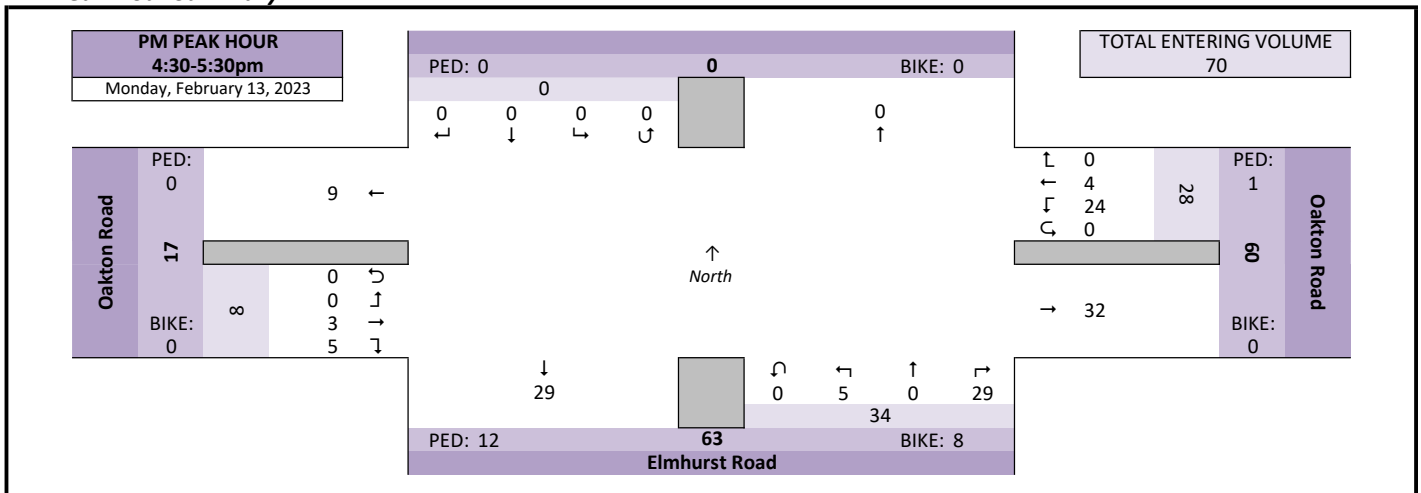 PM PEAK HOUR
4:30-5:30pm
Monday, February 13, 2023
TOTAL ENTERING VOLUME
70
PED: 0 0 BIKE: 0
0
0 0 0 0 0
↵ ↓ ↳ ↺ ↑
Oakton Road
PED:
0
17
BIKE:
0
9 ←
8
0 ⮌
0 ↰
3 →
5 ↴
↑
North
↑ 0
← 4
↓ 24
↪ 0
28
→ 32
PED:
1
60
BIKE:
0
Oakton Road
↓
29
↶ ↰ ↑ ↱
0 5 0 29
34
PED: 12 63 BIKE: 8
Elmhurst Road